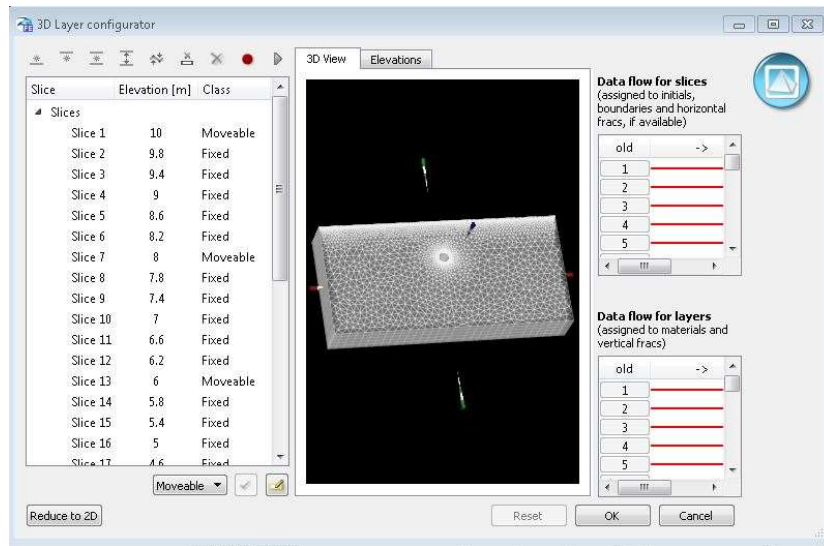 3D Layer configurator
3D View Elevations
Slice Elevation [m] Class
Slices
Slice 1 10 Moveable
Slice 2 9.8 Fixed
Slice 3 9.4 Fixed
Slice 4 9 Fixed
Slice 5 8.6 Fixed
Slice 6 8.2 Fixed
Slice 7 8 Moveable
Slice 8 7.8 Fixed
Slice 9 7.4 Fixed
Slice 10 7 Fixed
Slice 11 6.6 Fixed
Slice 12 6.2 Fixed
Slice 13 6 Moveable
Slice 14 5.8 Fixed
Slice 15 5.4 Fixed
Slice 16 5 Fixed
Slice 17 4.6 Fixed
Moveable
Reduce to 2D
Data flow for slices
(assigned to initials,
boundaries and horizontal
fracs, if available)
old ->
1
2
3
4
5
Data flow for layers
(assigned to materials and
vertical fracs)
old ->
1
2
3
4
5
Reset OK Cancel